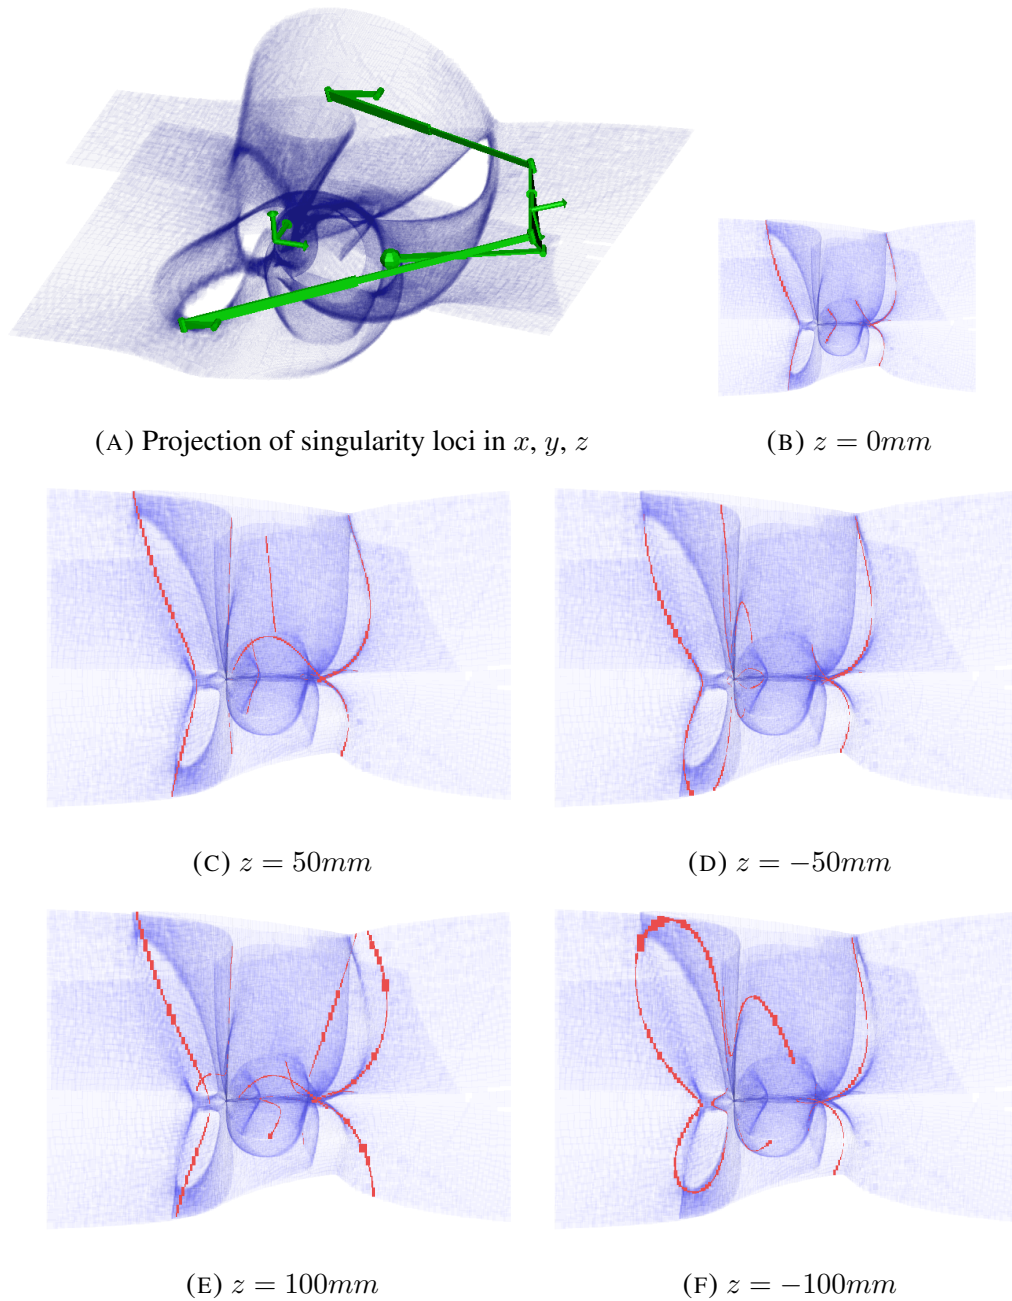 (A) Projection of singularity loci in x, y, z
(B) z = 0mm
(C) z = 50mm
(D) z = −50mm
(E) z = 100mm
(F) z = −100mm